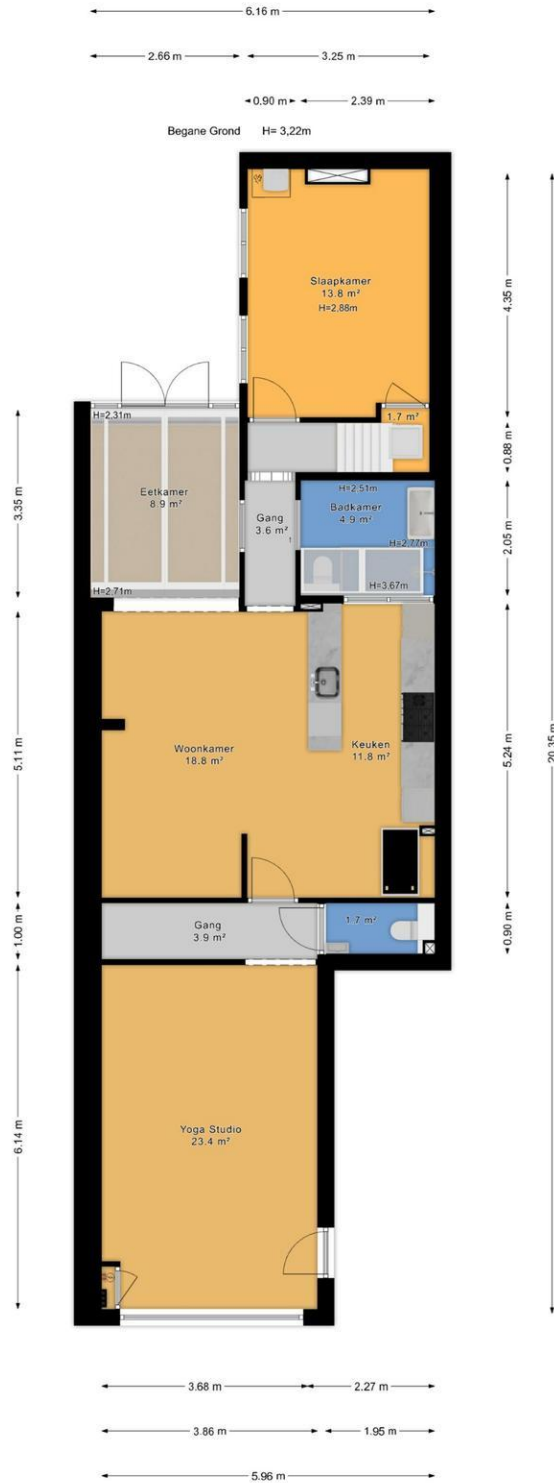 6.16 m
2.66 m
3.25 m
0.90 m
2.39 m
Begane Grond H= 3,22m
Slaapkamer
13.8 m²
H=2,88m
4.35 m
H=2,31m
1.7 m²
0.88 m
Eetkamer
8.9 m²
3.35 m
Gang
3.6 m²
H=2,51m
Badkamer
4.9 m²
H=2,77m
H=3,67m
2.05 m
H=2,71m
Woonkamer
18.8 m²
Keuken
11.8 m²
5.11 m
5.24 m
20.35 m
Gang
3.9 m²
1.7 m²
1.00 m
0.90 m
Yoga Studio
23.4 m²
6.14 m
3.68 m
2.27 m
3.86 m
1.95 m
5.96 m